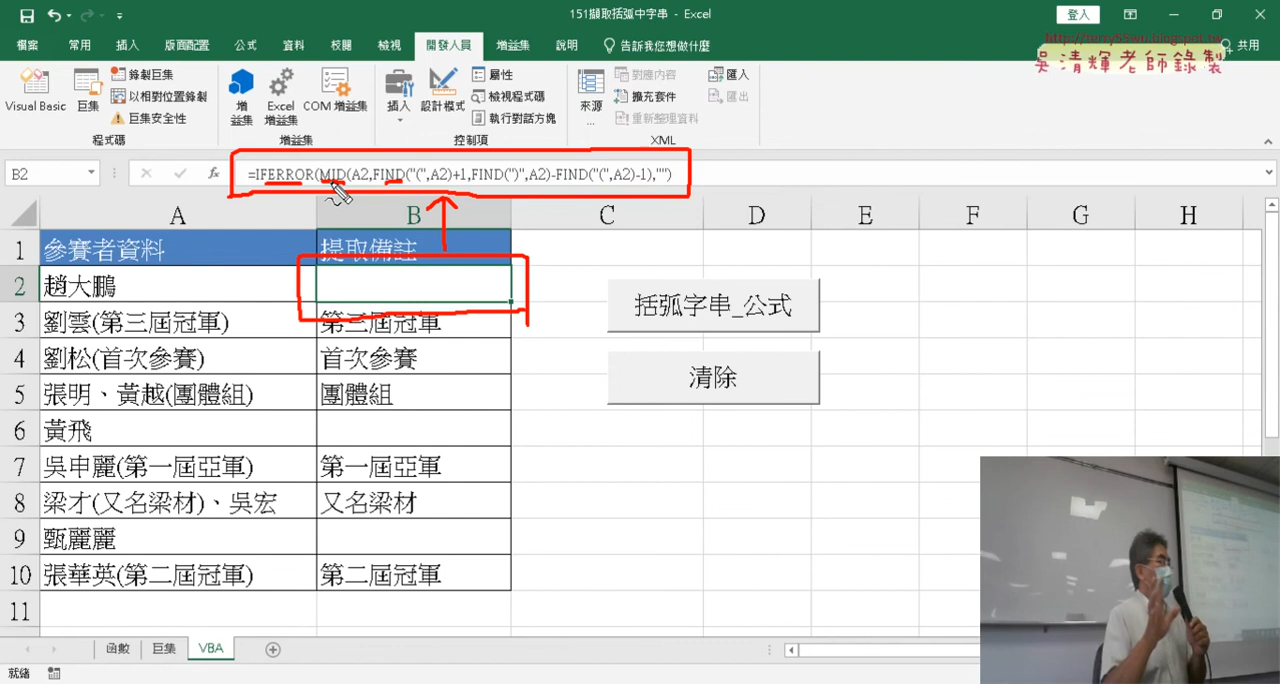 151擷取括弧中字串 - Excel
登入
http://terry55wu.blogspot.tw
吳清輝老師錄製
檔案 常用 插入 版面配置 公式 資料 校閱 檢視 開發人員 增益集 說明 告訴我您想做什麼 共用
Visual Basic
巨集
錄製巨集
以相對位置錄製
巨集安全性
程式碼
增益集
Excel 增益集
COM 增益集
增益集
插入
設計模式
屬性
檢視程式碼
執行對話方塊
控制項
來源
...
對應內容
擴充套件
重新整理資料
匯入
匯出
XML
B2
fx
=IFERROR(MID(A2,FIND("(",A2)+1,FIND(")",A2)-FIND("(",A2)-1),"")
A B C D E F G H
1 參賽者資料 提取備註
2 趙大鵬
3 劉雲(第三屆冠軍) 第三屆冠軍
4 劉松(首次參賽) 首次參賽
5 張明、黃越(團體組) 團體組
6 黃飛
7 吳申麗(第一屆亞軍) 第一屆亞軍
8 梁才(又名梁材)、吳宏 又名梁材
9 甄麗麗
10 張華英(第二屆冠軍) 第二屆冠軍
11
括弧字串_公式
清除
函數 巨集 VBA
就緒